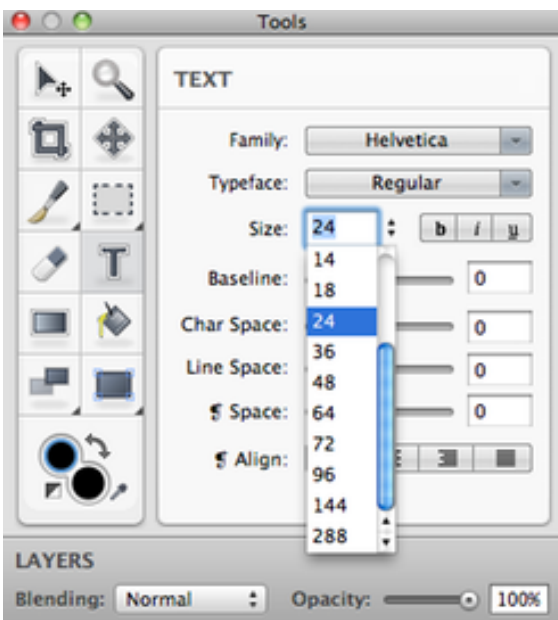 Tools
TEXT
Family: Helvetica
Typeface: Regular
Size: 24 b i u
14
Baseline: 0
18
Char Space: 24 0
36
Line Space: 0
48
¶ Space: 64 0
72
¶ Align:
96
144
288
LAYERS
Blending: Normal Opacity: 100%